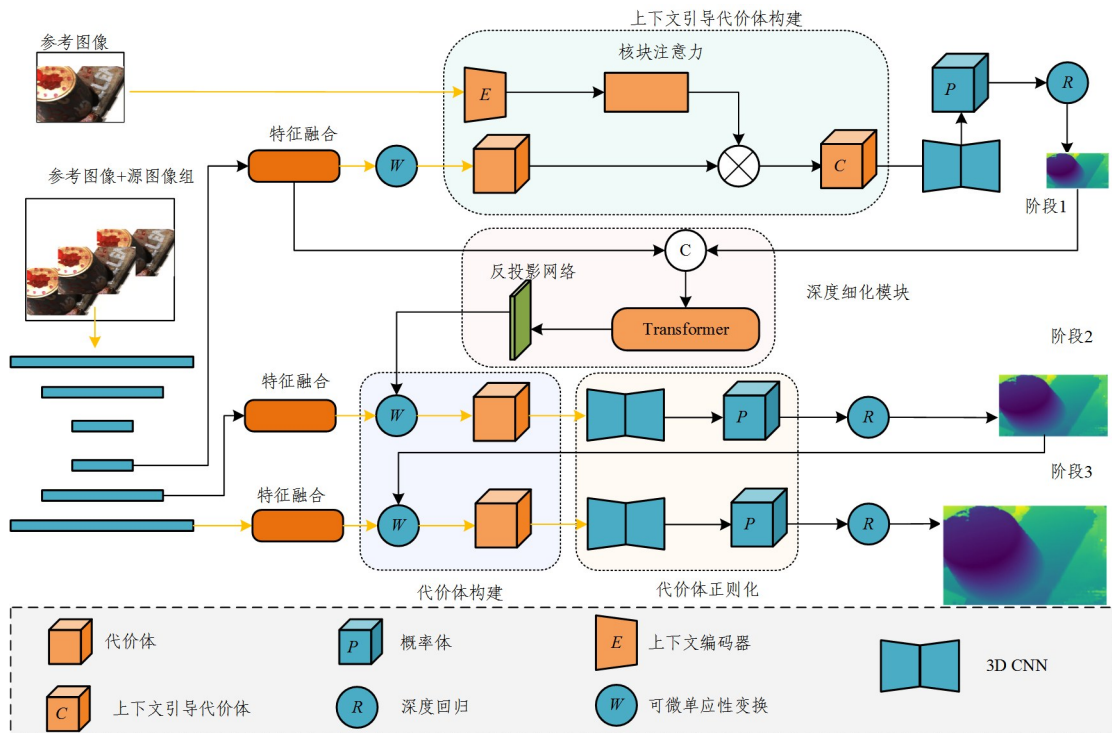 上下文引导代价体构建
参考图像
核块注意力
E
P
R
特征融合
W
C
参考图像+源图像组
阶段1
C
反投影网络
深度细化模块
Transformer
阶段2
特征融合
W
P
R
阶段3
特征融合
W
P
R
代价体构建
代价体正则化
代价体
P
概率体
E
上下文编码器
3D CNN
C
上下文引导代价体
R
深度回归
W
可微单应性变换